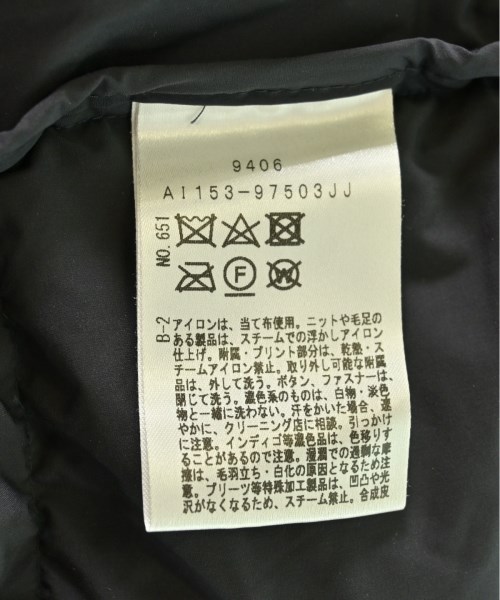 9406
AI153-97503JJ
NO.651
F
W
B-2
アイロンは、当て布使用。ニットや毛足の
ある製品は、スチームでの浮かしアイロン
仕上げ。附属・プリント部分は、乾熱・ス
チームアイロン禁止。取り外し可能な附属
品は、外して洗う。ボタン、ファスナーは、
閉じて洗う。濃色系のものは、白物・淡色
物と一緒に洗わない。汗をかいた場合、速
やかに、クリーニング店に相談。引っかけ
に注意。インディゴ等濃色品は、色移りす
ることがあるので注意。湿潤での過剰な摩
擦は、毛羽立ち・白化の原因となるため注
意。プリーツ等特殊加工製品は、凹凸や光
沢がなくなるため、スチーム禁止。合成皮